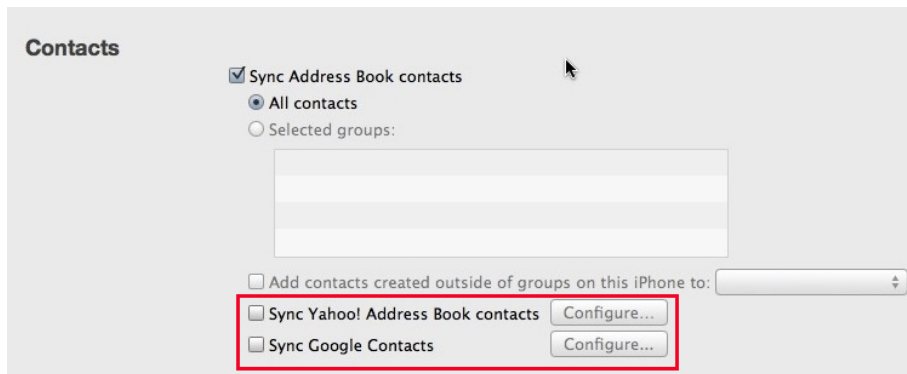 Contacts
Sync Address Book contacts
All contacts
Selected groups:
Add contacts created outside of groups on this iPhone to:
Sync Yahoo! Address Book contacts Configure...
Sync Google Contacts Configure...